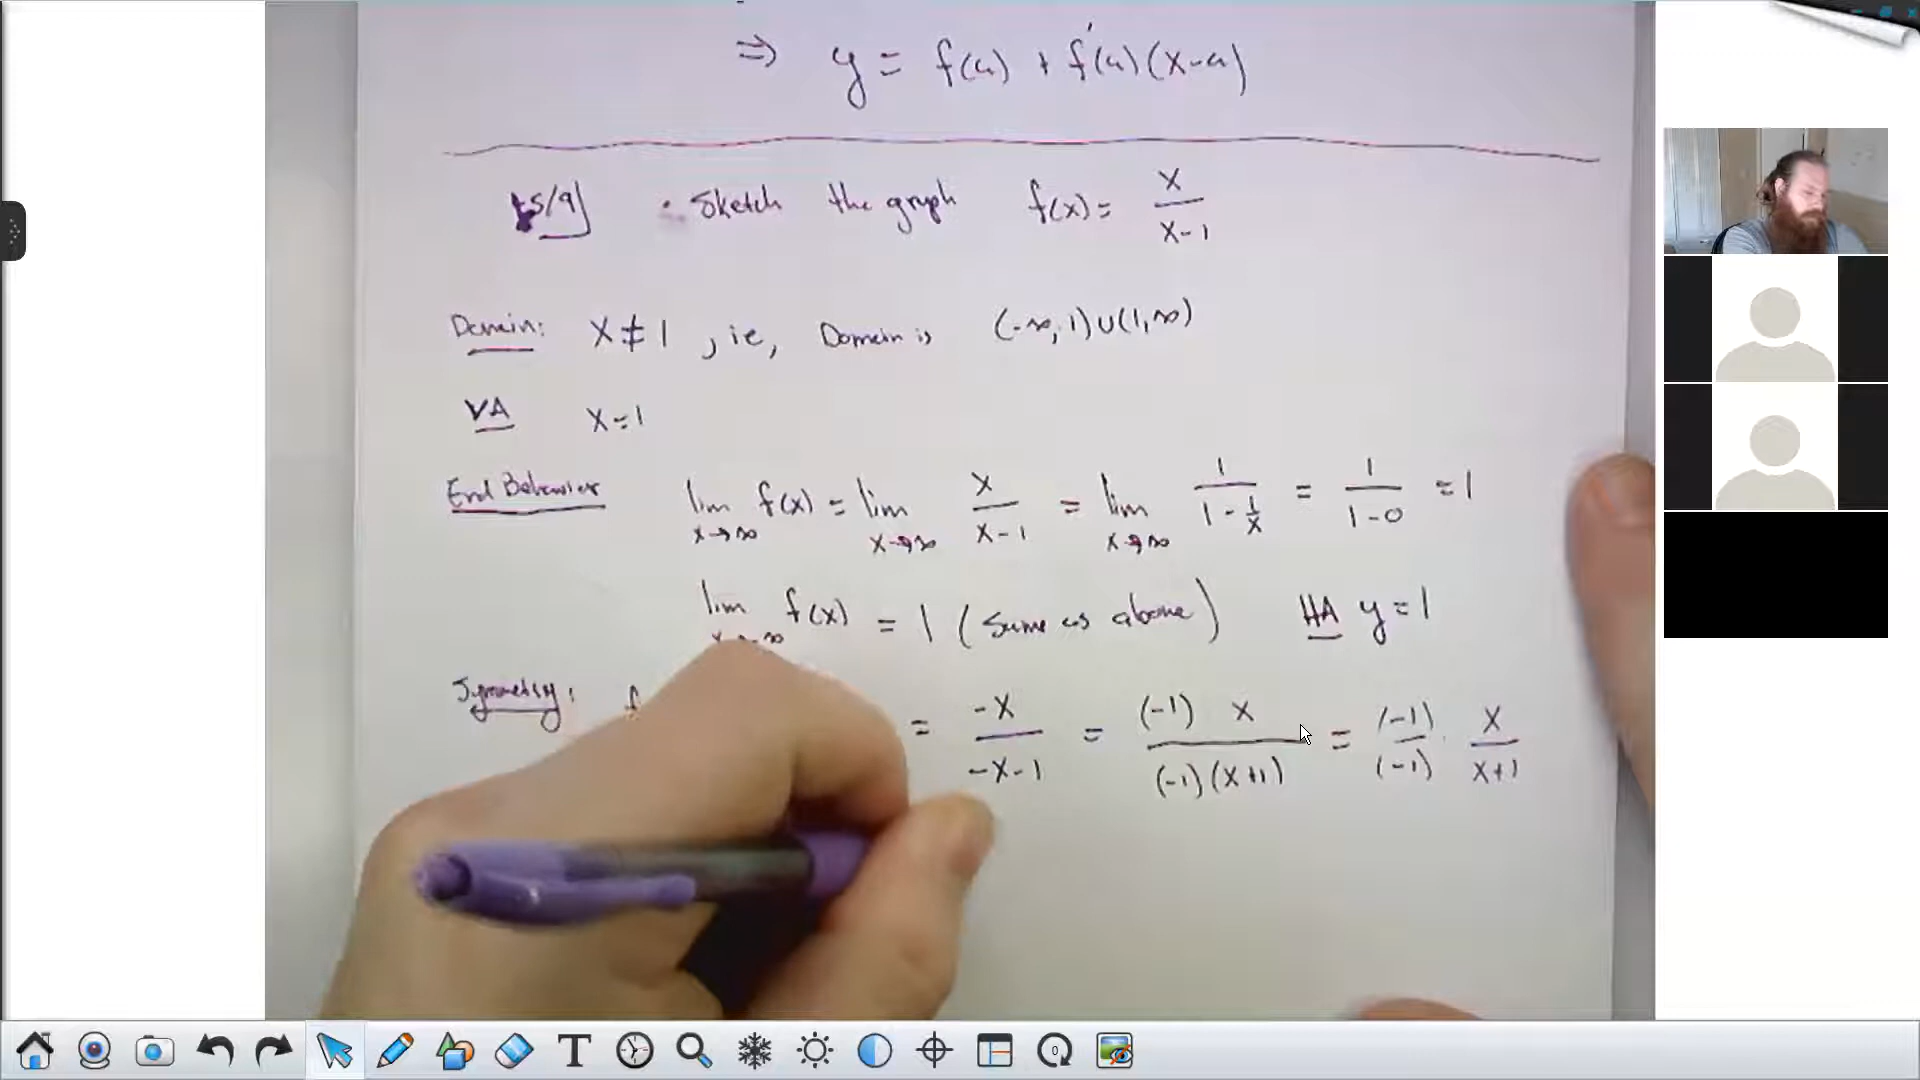 ⇒ y = f(a) + f'(a)(x-a)
• Sketch the graph f(x) = x/(x-1)
Domain: x ≠ 1, ie, Domain is (-∞, 1) ∪ (1, ∞)
VA x = 1
End Behavior lim x→∞ f(x) = lim x→∞ x/(x-1) = lim x→∞ 1/(1 - 1/x) = 1/(1-0) = 1
lim f(x) = 1 (same as above) HA y = 1
Symmetry: f = -x/(-x-1) = (-1) x/((-1)(x+1)) = (-1)/(-1) · x/(x+1)
T
0